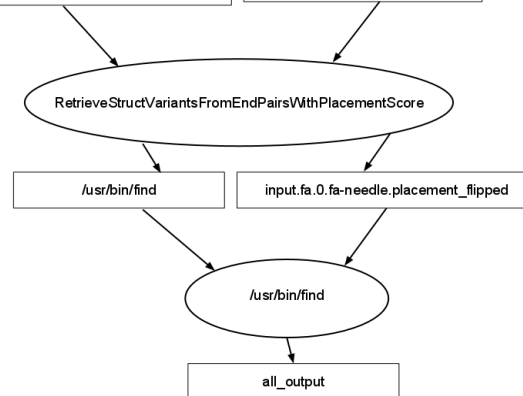 RetrieveStructVariantsFromEndPairsWithPlacementScore
/usr/bin/find
input.fa.0.fa-needle.placement_flipped
/usr/bin/find
all_output